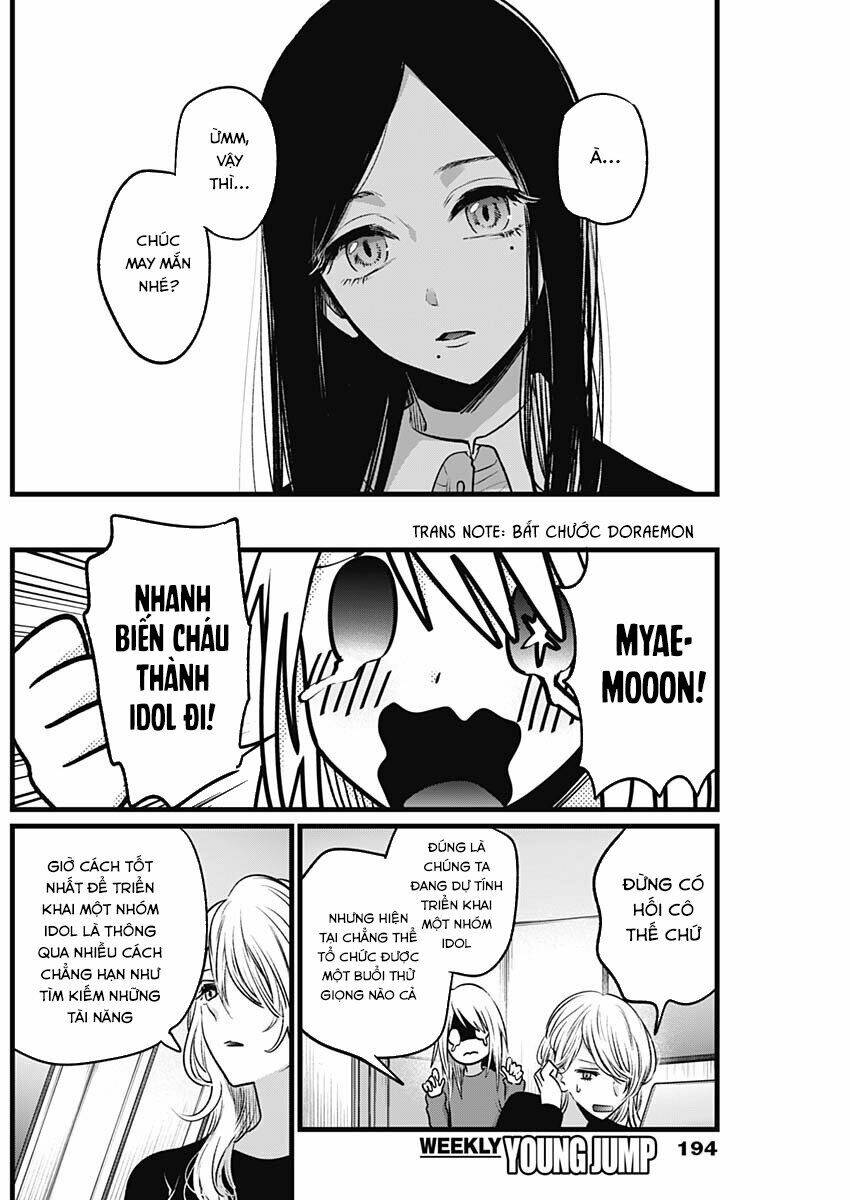 À...
ỪMM,
VẬY
THÌ...
CHÚC
MAY MẮN
NHÉ?
TRANS NOTE: BẮT CHƯỚC DORAEMON
MYAE-
MOOON!
NHANH
BIẾN CHÁU
THÀNH
IDOL ĐI!
ĐỪNG CÓ
HỐI CÔ
THẾ CHỨ
ĐÚNG LÀ
CHÚNG TA
ĐANG DỰ TÍNH
TRIỂN KHAI
MỘT NHÓM
IDOL
NHƯNG HIỆN
TẠI CHẲNG THỂ
TỔ CHỨC ĐƯỢC
MỘT BUỔI THỬ
GIỌNG NÀO CẢ
GIỜ CÁCH TỐT
NHẤT ĐỂ TRIỂN
KHAI MỘT NHÓM
IDOL LÀ THÔNG
QUA NHIỀU CÁCH
CHẲNG HẠN NHƯ
TÌM KIẾM NHỮNG
TÀI NĂNG
WEEKLY YOUNG JUMP 194